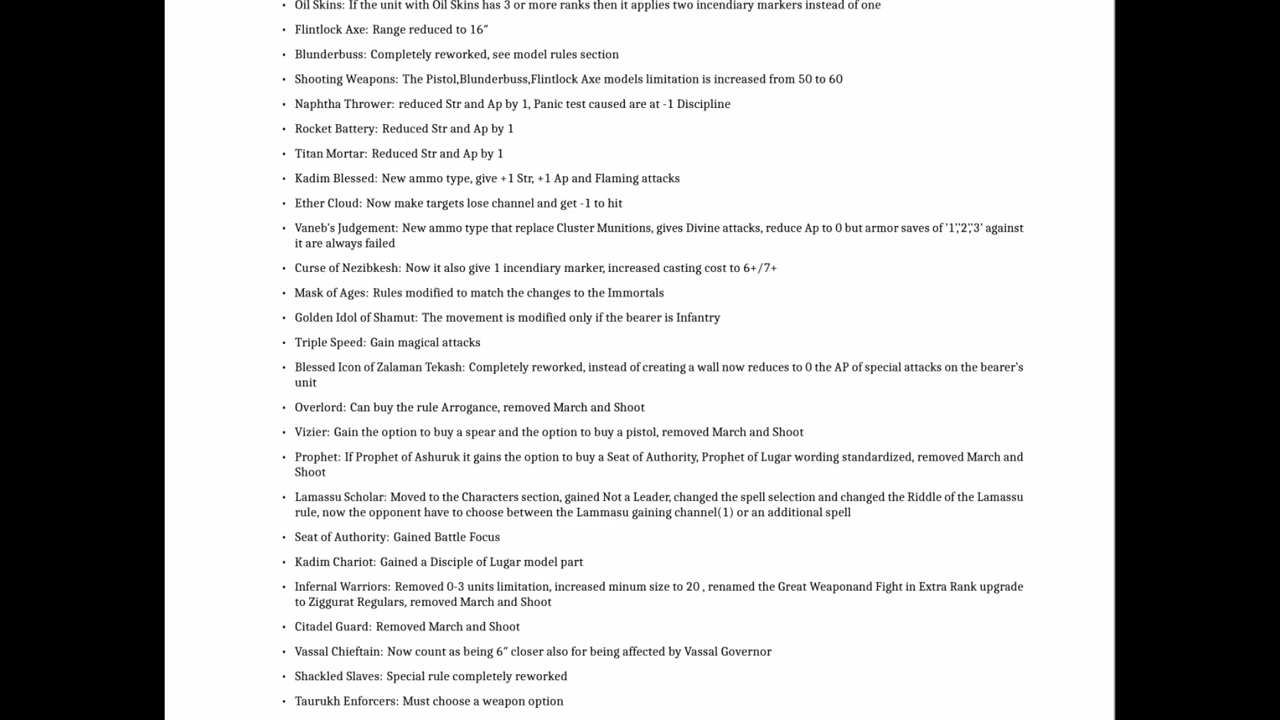 • Oil Skins: If the unit with Oil Skins has 3 or more ranks then it applies two incendiary markers instead of one
• Flintlock Axe: Range reduced to 16″
• Blunderbuss: Completely reworked, see model rules section
• Shooting Weapons: The Pistol,Blunderbuss,Flintlock Axe models limitation is increased from 50 to 60
• Naphtha Thrower: reduced Str and Ap by 1, Panic test caused are at -1 Discipline
• Rocket Battery: Reduced Str and Ap by 1
• Titan Mortar: Reduced Str and Ap by 1
• Kadim Blessed: New ammo type, give +1 Str, +1 Ap and Flaming attacks
• Ether Cloud: Now make targets lose channel and get -1 to hit
• Vaneb's Judgement: New ammo type that replace Cluster Munitions, gives Divine attacks, reduce Ap to 0 but armor saves of '1','2','3' against
it are always failed
• Curse of Nezibkesh: Now it also give 1 incendiary marker, increased casting cost to 6+/7+
• Mask of Ages: Rules modified to match the changes to the Immortals
• Golden Idol of Shamut: The movement is modified only if the bearer is Infantry
• Triple Speed: Gain magical attacks
• Blessed Icon of Zalaman Tekash: Completely reworked, instead of creating a wall now reduces to 0 the AP of special attacks on the bearer's
unit
• Overlord: Can buy the rule Arrogance, removed March and Shoot
• Vizier: Gain the option to buy a spear and the option to buy a pistol, removed March and Shoot
• Prophet: If Prophet of Ashuruk it gains the option to buy a Seat of Authority, Prophet of Lugar wording standardized, removed March and
Shoot
• Lamassu Scholar: Moved to the Characters section, gained Not a Leader, changed the spell selection and changed the Riddle of the Lamassu
rule, now the opponent have to choose between the Lammasu gaining channel(1) or an additional spell
• Seat of Authority: Gained Battle Focus
• Kadim Chariot: Gained a Disciple of Lugar model part
• Infernal Warriors: Removed 0-3 units limitation, increased minum size to 20 , renamed the Great Weaponand Fight in Extra Rank upgrade
to Ziggurat Regulars, removed March and Shoot
• Citadel Guard: Removed March and Shoot
• Vassal Chieftain: Now count as being 6″ closer also for being affected by Vassal Governor
• Shackled Slaves: Special rule completely reworked
• Taurukh Enforcers: Must choose a weapon option